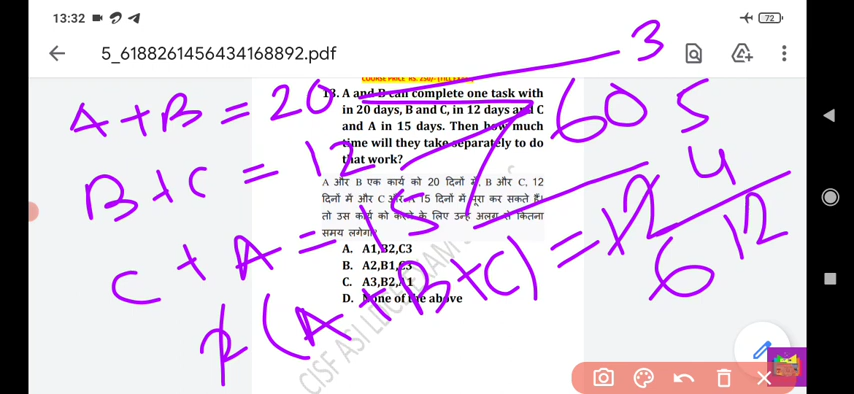 13:32
72
5_6188261456434168892.pdf
COURSE PRICE RS. 250/- (TILL EXAM)
13. A and B can complete one task with
in 20 days, B and C, in 12 days and C
and A in 15 days. Then how much
time will they take separately to do
that work?
A और B एक कार्य को 20 दिनों में, B और C, 12
दिनों में और C और A 15 दिनों में पूरा कर सकते हैं।
तो उस कार्य को करने के लिए उन्हें अलग से कितना
समय लगेगा?
A. A1,B2,C3
B. A2,B1,C3
C. A3,B2,A1
D. None of the above
CISF ASI LDCE EXAM
A+B = 20 3
60 5
B+C = 12
4
C + A = 15
12
2 (A+B+C) = 12
6